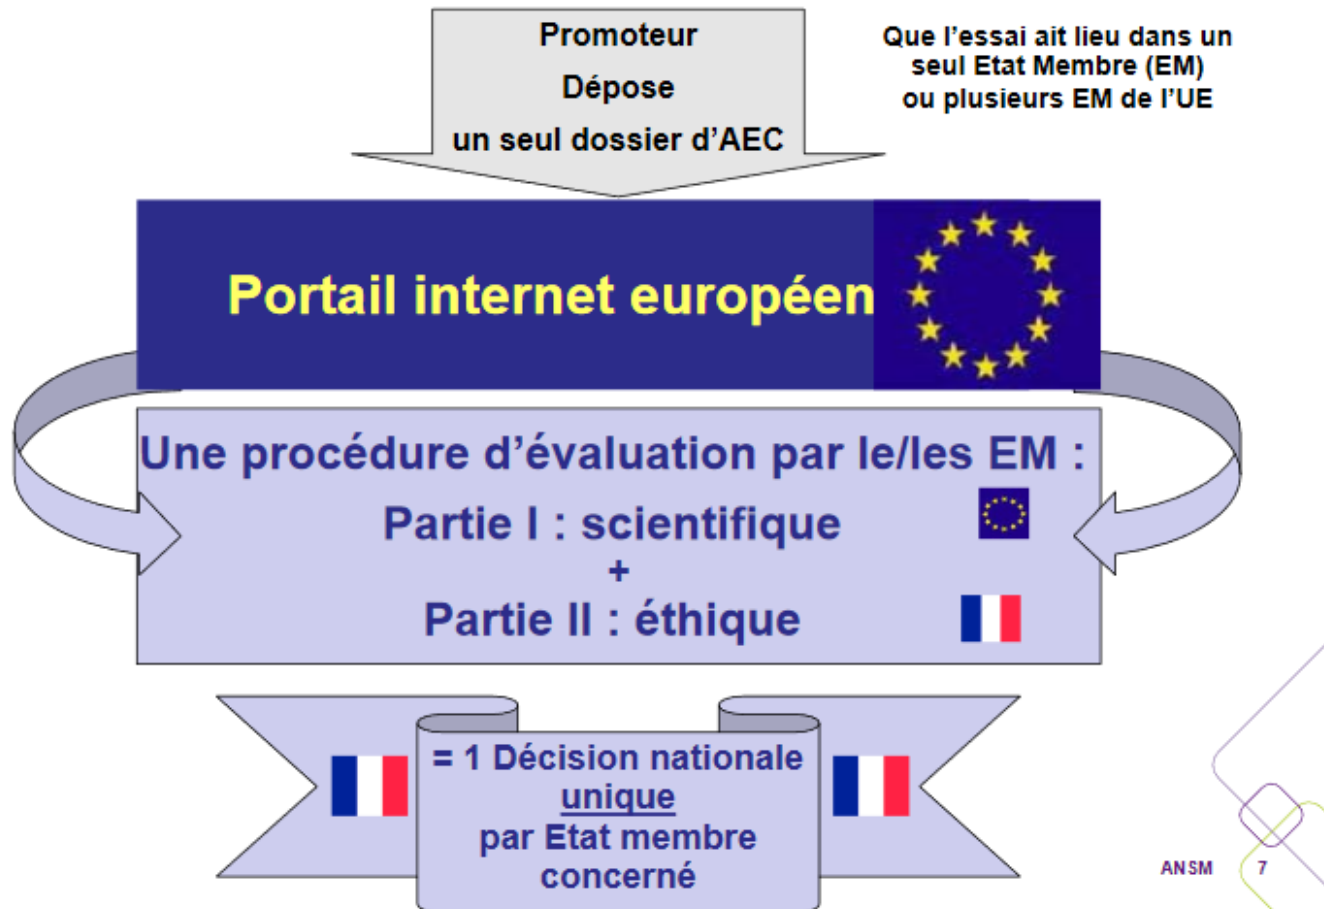 Promoteur
Dépose
un seul dossier d'AEC
Que l'essai ait lieu dans un
seul Etat Membre (EM)
ou plusieurs EM de l'UE
Portail internet européen
Une procédure d'évaluation par le/les EM :
Partie I : scientifique
+
Partie II : éthique
= 1 Décision nationale
unique
par Etat membre
concerné
ANSM 7